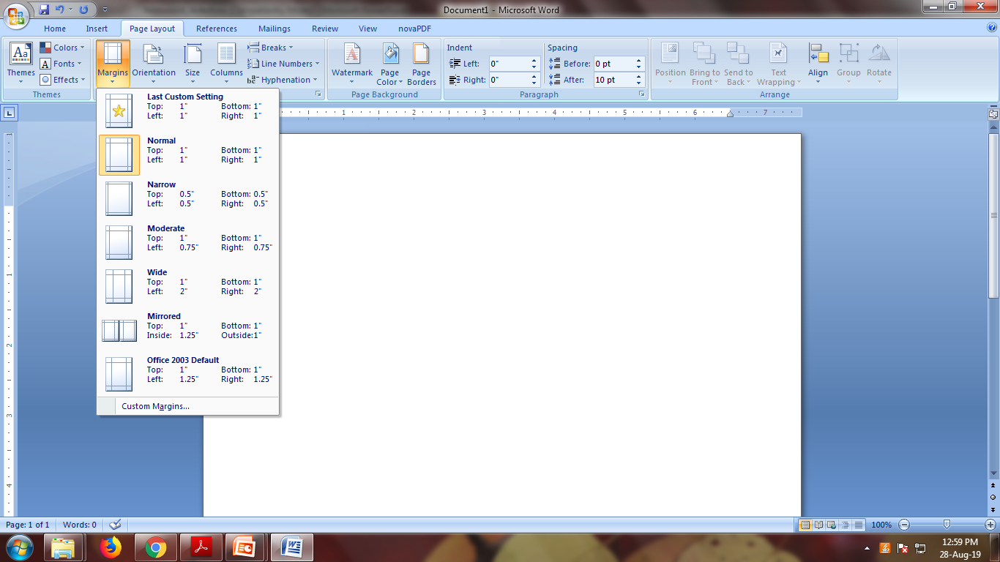 Document1 - Microsoft Word
Home Insert Page Layout References Mailings Review View novaPDF
Themes Colors Fonts Effects
Themes
Margins Orientation Size Columns Breaks Line Numbers Hyphenation
Watermark Page Color Page Borders
Page Background
Indent Spacing
Left: 0" Before: 0 pt
Right: 0" After: 10 pt
Paragraph
Position Bring to Front Send to Back Text Wrapping Align Group Rotate
Arrange
Last Custom Setting
Top: 1" Bottom: 1"
Left: 1" Right: 1"
Normal
Top: 1" Bottom: 1"
Left: 1" Right: 1"
Narrow
Top: 0.5" Bottom: 0.5"
Left: 0.5" Right: 0.5"
Moderate
Top: 1" Bottom: 1"
Left: 0.75" Right: 0.75"
Wide
Top: 1" Bottom: 1"
Left: 2" Right: 2"
Mirrored
Top: 1" Bottom: 1"
Inside: 1.25" Outside: 1"
Office 2003 Default
Top: 1" Bottom: 1"
Left: 1.25" Right: 1.25"
Custom Margins...
1 2 3 4 5 6 7
1
1
2
3
4
Page: 1 of 1 Words: 0 100%
12:59 PM
28-Aug-19